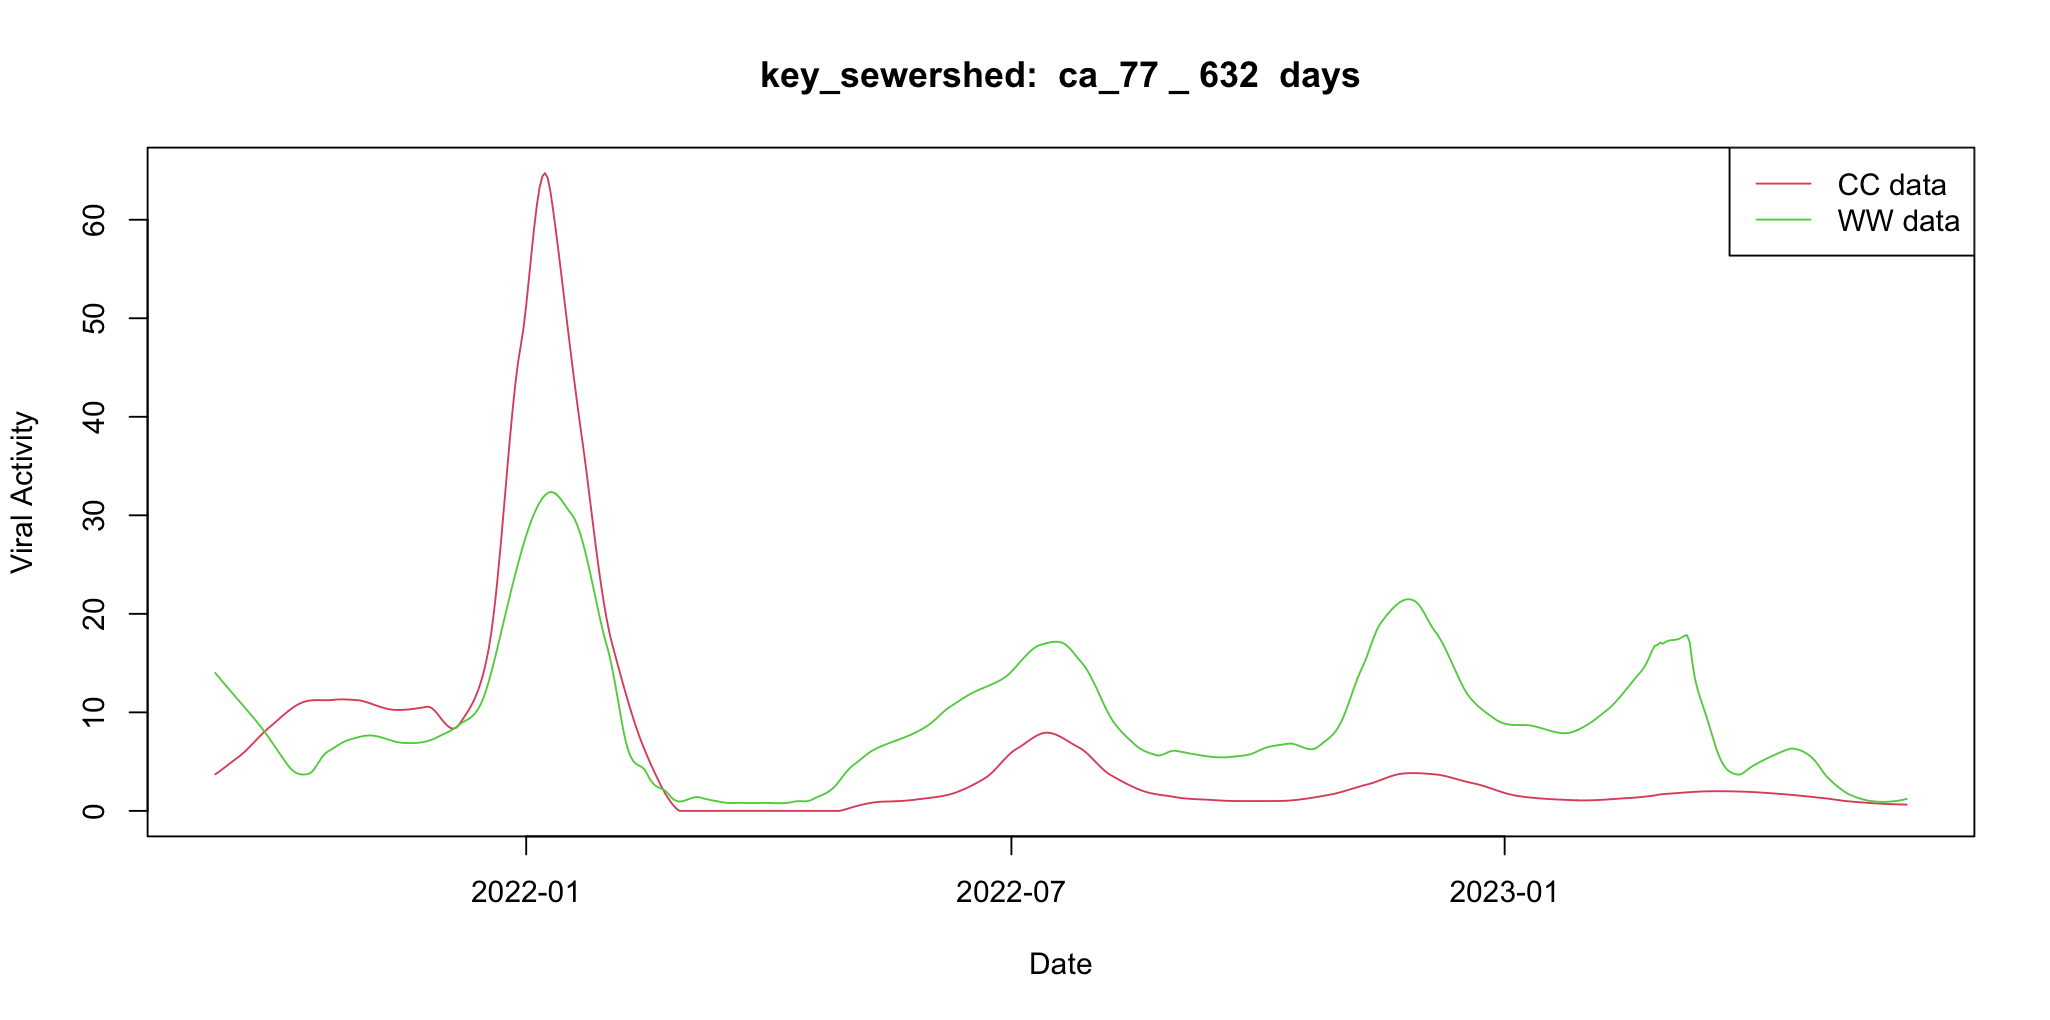 key_sewershed:  ca_77 _ 632  days
CC data
WW data
Viral Activity
60
50
40
30
20
10
0
2022-01
2022-07
2023-01
Date